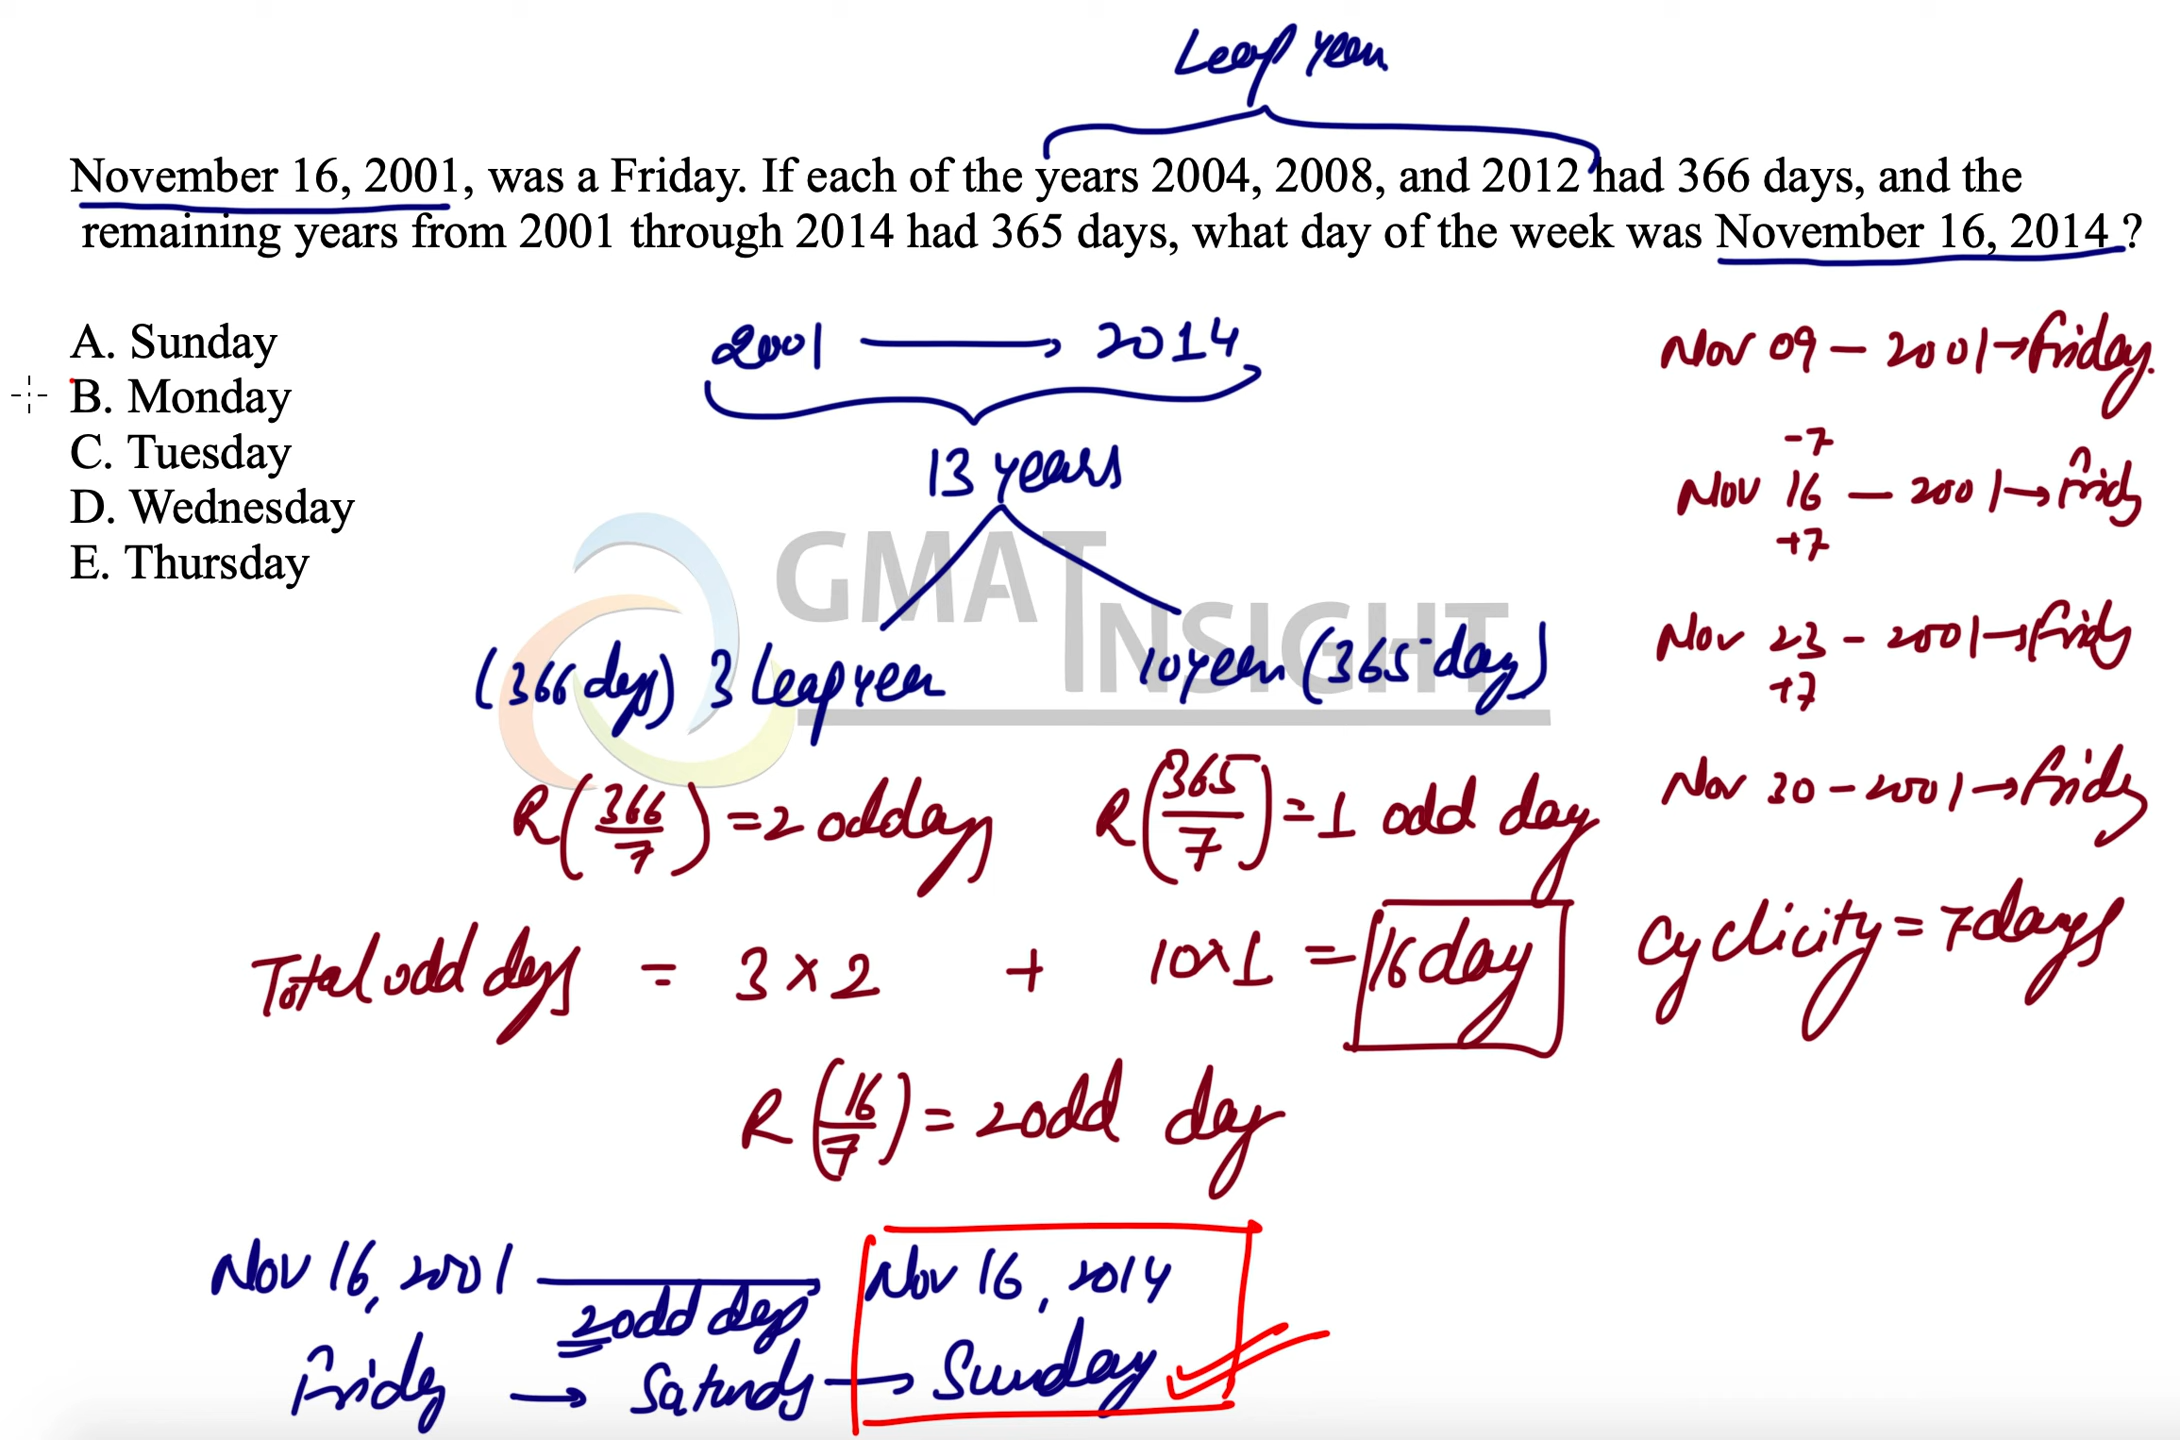 Leap year
November 16, 2001, was a Friday. If each of the years 2004, 2008, and 2012 had 366 days, and the
remaining years from 2001 through 2014 had 365 days, what day of the week was November 16, 2014 ?
A. Sunday
B. Monday
C. Tuesday
D. Wednesday
E. Thursday
2001 → 2014
13 years
(366 days) 3 leap year
10 year (365 day)
R(366/7) = 2 odd days
R(365/7) = 1 odd day
Total odd days = 3 × 2 + 10×1 = 16 day
R(16/7) = 2 odd day
Nov 16, 2001 2 odd days Nov 16, 2014
Friday → Saturday → Sunday
Nov 09 – 2001 → Friday.
-7
Nov 16 – 2001 → Friday
+7
Nov 23 – 2001 → Friday
+7
Nov 30 – 2001 → Friday
Cyclicity = 7 days
GMAT INSIGHT